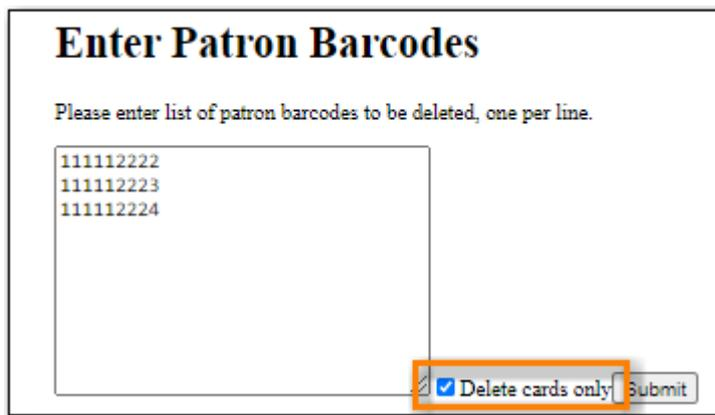 Enter Patron Barcodes
Please enter list of patron barcodes to be deleted, one per line.
111112222
111112223
111112224
Delete cards only Submit